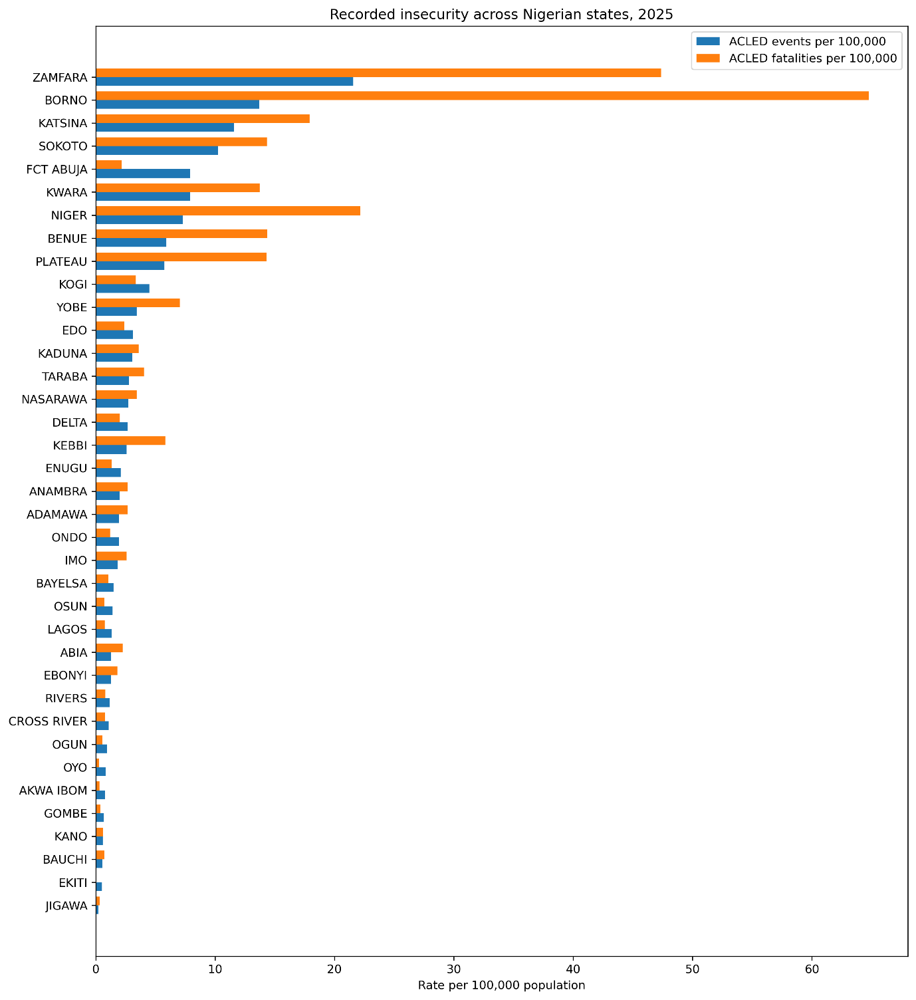 Recorded insecurity across Nigerian states, 2025
ACLED events per 100,000
ACLED fatalities per 100,000
ZAMFARA
BORNO
KATSINA
SOKOTO
FCT ABUJA
KWARA
NIGER
BENUE
PLATEAU
KOGI
YOBE
EDO
KADUNA
TARABA
NASARAWA
DELTA
KEBBI
ENUGU
ANAMBRA
ADAMAWA
ONDO
IMO
BAYELSA
OSUN
LAGOS
ABIA
EBONYI
RIVERS
CROSS RIVER
OGUN
OYO
AKWA IBOM
GOMBE
KANO
BAUCHI
EKITI
JIGAWA
0 10 20 30 40 50 60
Rate per 100,000 population